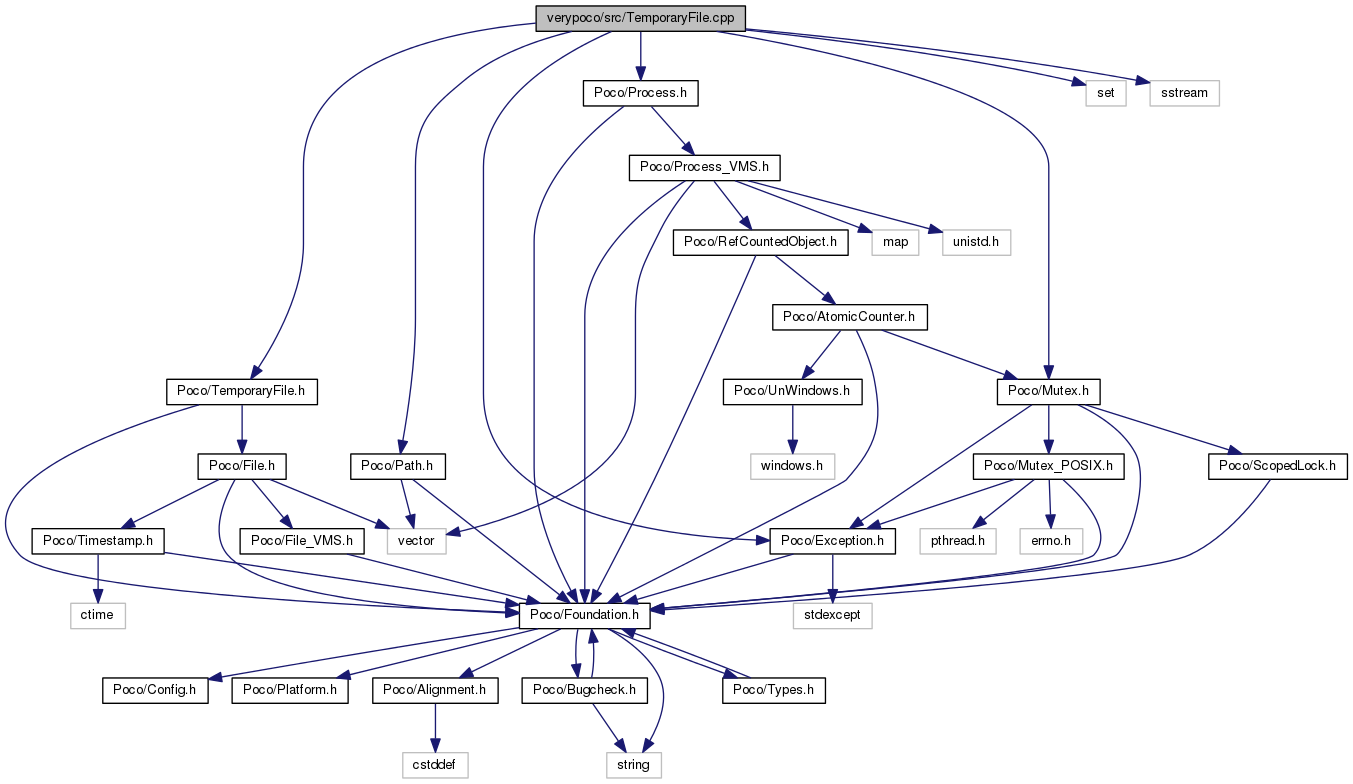 verypoco/src/TemporaryFile.cpp
Poco/Process.h
set
sstream
Poco/Process_VMS.h
Poco/RefCountedObject.h
map
unistd.h
Poco/AtomicCounter.h
Poco/TemporaryFile.h
Poco/UnWindows.h
Poco/Mutex.h
Poco/File.h
Poco/Path.h
windows.h
Poco/Mutex_POSIX.h
Poco/ScopedLock.h
Poco/Timestamp.h
Poco/File_VMS.h
vector
Poco/Exception.h
pthread.h
errno.h
ctime
Poco/Foundation.h
stdexcept
Poco/Config.h
Poco/Platform.h
Poco/Alignment.h
Poco/Bugcheck.h
Poco/Types.h
cstddef
string